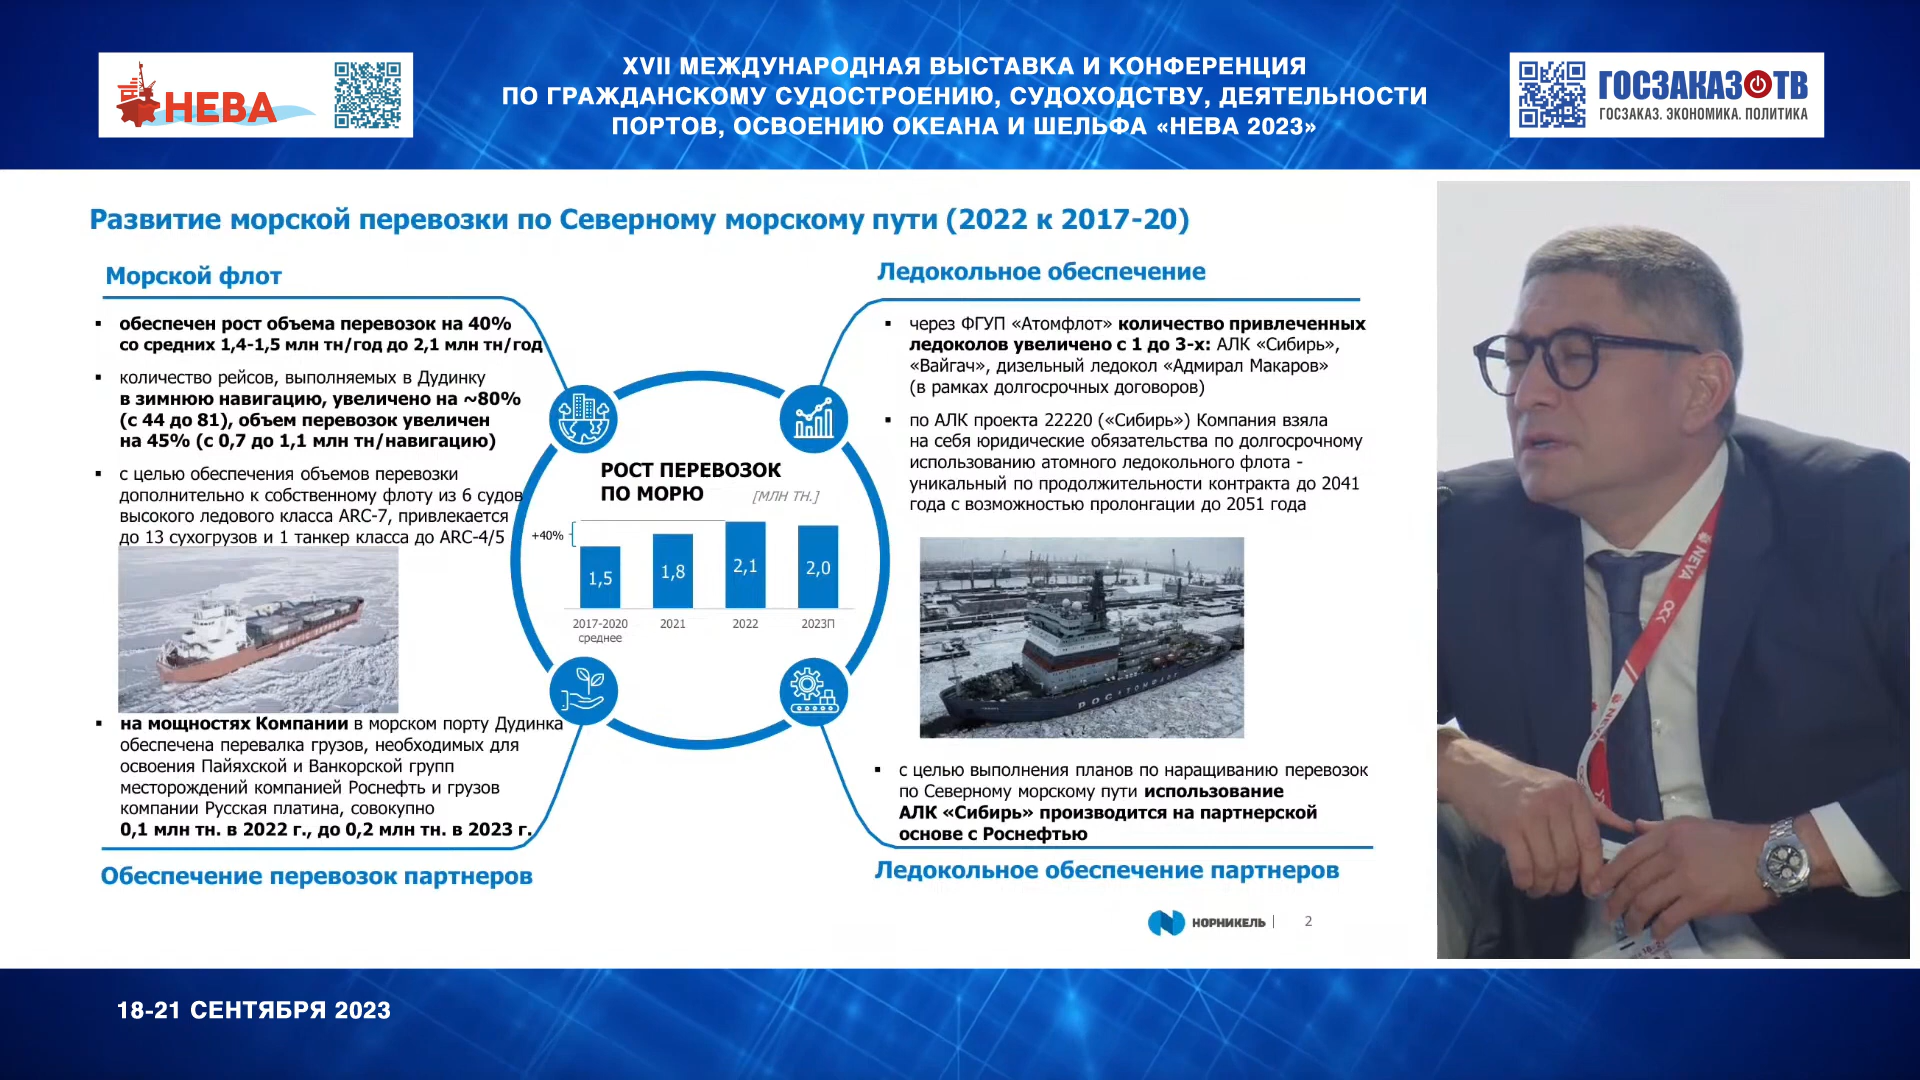 НЕВА
XVII МЕЖДУНАРОДНАЯ ВЫСТАВКА И КОНФЕРЕНЦИЯ
ПО ГРАЖДАНСКОМУ СУДОСТРОЕНИЮ, СУДОХОДСТВУ, ДЕЯТЕЛЬНОСТИ
ПОРТОВ, ОСВОЕНИЮ ОКЕАНА И ШЕЛЬФА «НЕВА 2023»
ГОСЗАКАЗ ТВ
ГОСЗАКАЗ. ЭКОНОМИКА. ПОЛИТИКА
Развитие морской перевозки по Северному морскому пути (2022 к 2017-20)
Морской флот
▪ обеспечен рост объема перевозок на 40%
со средних 1,4-1,5 млн тн/год до 2,1 млн тн/год
▪ количество рейсов, выполняемых в Дудинку
в зимнюю навигацию, увеличено на ~80%
(с 44 до 81), объем перевозок увеличен
на 45% (с 0,7 до 1,1 млн тн/навигацию)
▪ с целью обеспечения объемов перевозки
дополнительно к собственному флоту из 6 судов
высокого ледового класса ARC-7, привлекается
до 13 сухогрузов и 1 танкер класса до ARC-4/5
▪ на мощностях Компании в морском порту Дудинка
обеспечена перевалка грузов, необходимых для
освоения Пайяхской и Ванкорской групп
месторождений компанией Роснефть и грузов
компании Русская платина, совокупно
0,1 млн тн. в 2022 г., до 0,2 млн тн. в 2023 г.
Обеспечение перевозок партнеров
РОСТ ПЕРЕВОЗОК
ПО МОРЮ [МЛН ТН.]
+40%
1,5 1,8 2,1 2,0
2017-2020 2021 2022 2023П
среднее
Ледокольное обеспечение
▪ через ФГУП «Атомфлот» количество привлеченных
ледоколов увеличено с 1 до 3-х: АЛК «Сибирь»,
«Вайгач», дизельный ледокол «Адмирал Макаров»
(в рамках долгосрочных договоров)
▪ по АЛК проекта 22220 («Сибирь») Компания взяла
на себя юридические обязательства по долгосрочному
использованию атомного ледокольного флота -
уникальный по продолжительности контракта до 2041
года с возможностью пролонгации до 2051 года
РОСАТОМФЛОТ
▪ с целью выполнения планов по наращиванию перевозок
по Северному морскому пути использование
АЛК «Сибирь» производится на партнерской
основе с Роснефтью
Ледокольное обеспечение партнеров
НОРНИКЕЛЬ | 2
NEVA
ОСС
NEVA
18-21 СЕНТЯБРЯ 2023